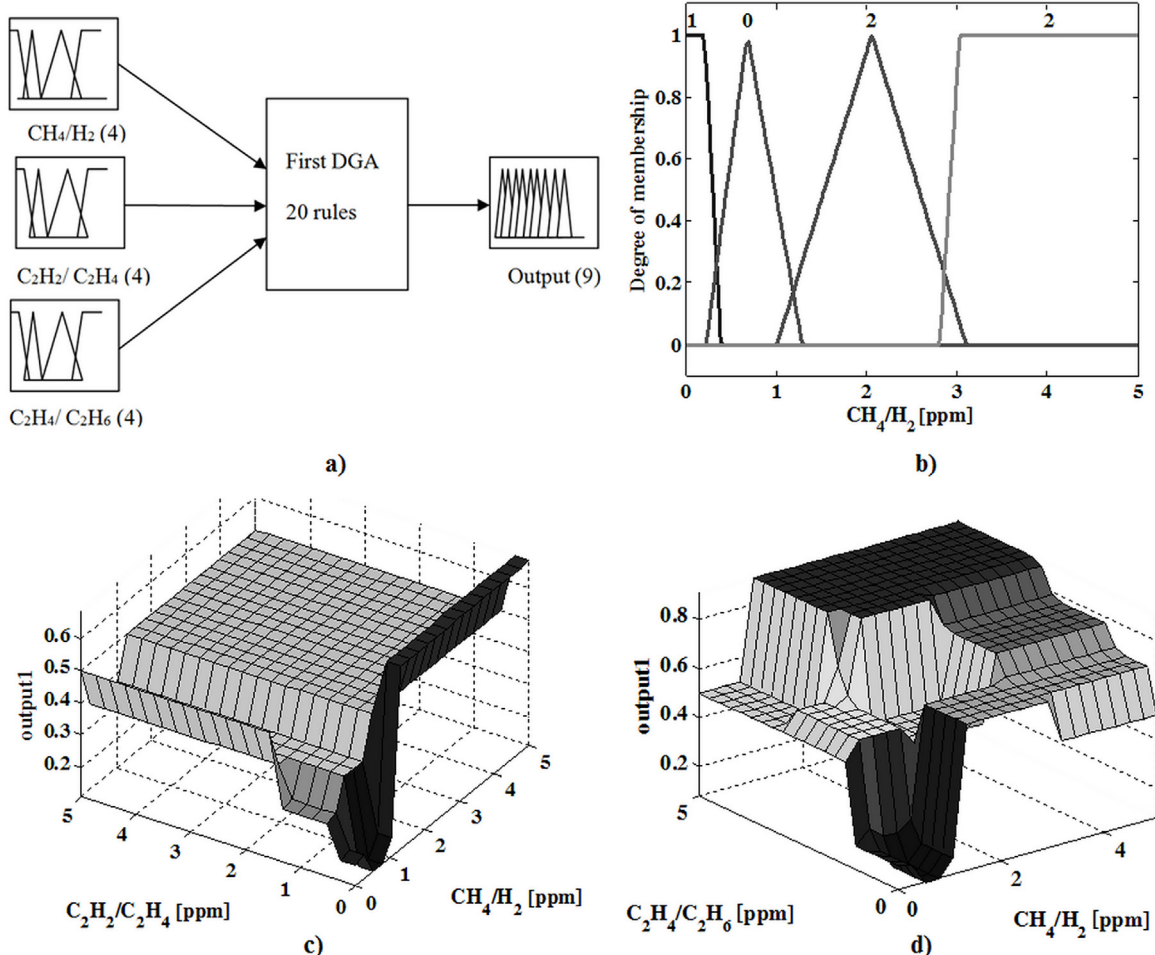 CH₄/H₂ (4)
C₂H₂/ C₂H₄ (4)
C₂H₄/ C₂H₆ (4)
First DGA
20 rules
Output (9)
a)
1 0 2 2
Degree of membership
1
0.8
0.6
0.4
0.2
0
0 1 2 3 4 5
CH₄/H₂ [ppm]
b)
output1
0.6
0.5
0.4
0.3
0.2
5 4 3 2 1 0
C₂H₂/C₂H₄ [ppm]
0 1 2 3 4 5
CH₄/H₂ [ppm]
c)
output1
0.8
0.6
0.4
0.2
5 0
C₂H₄/C₂H₆ [ppm]
0 2 4
CH₄/H₂ [ppm]
d)